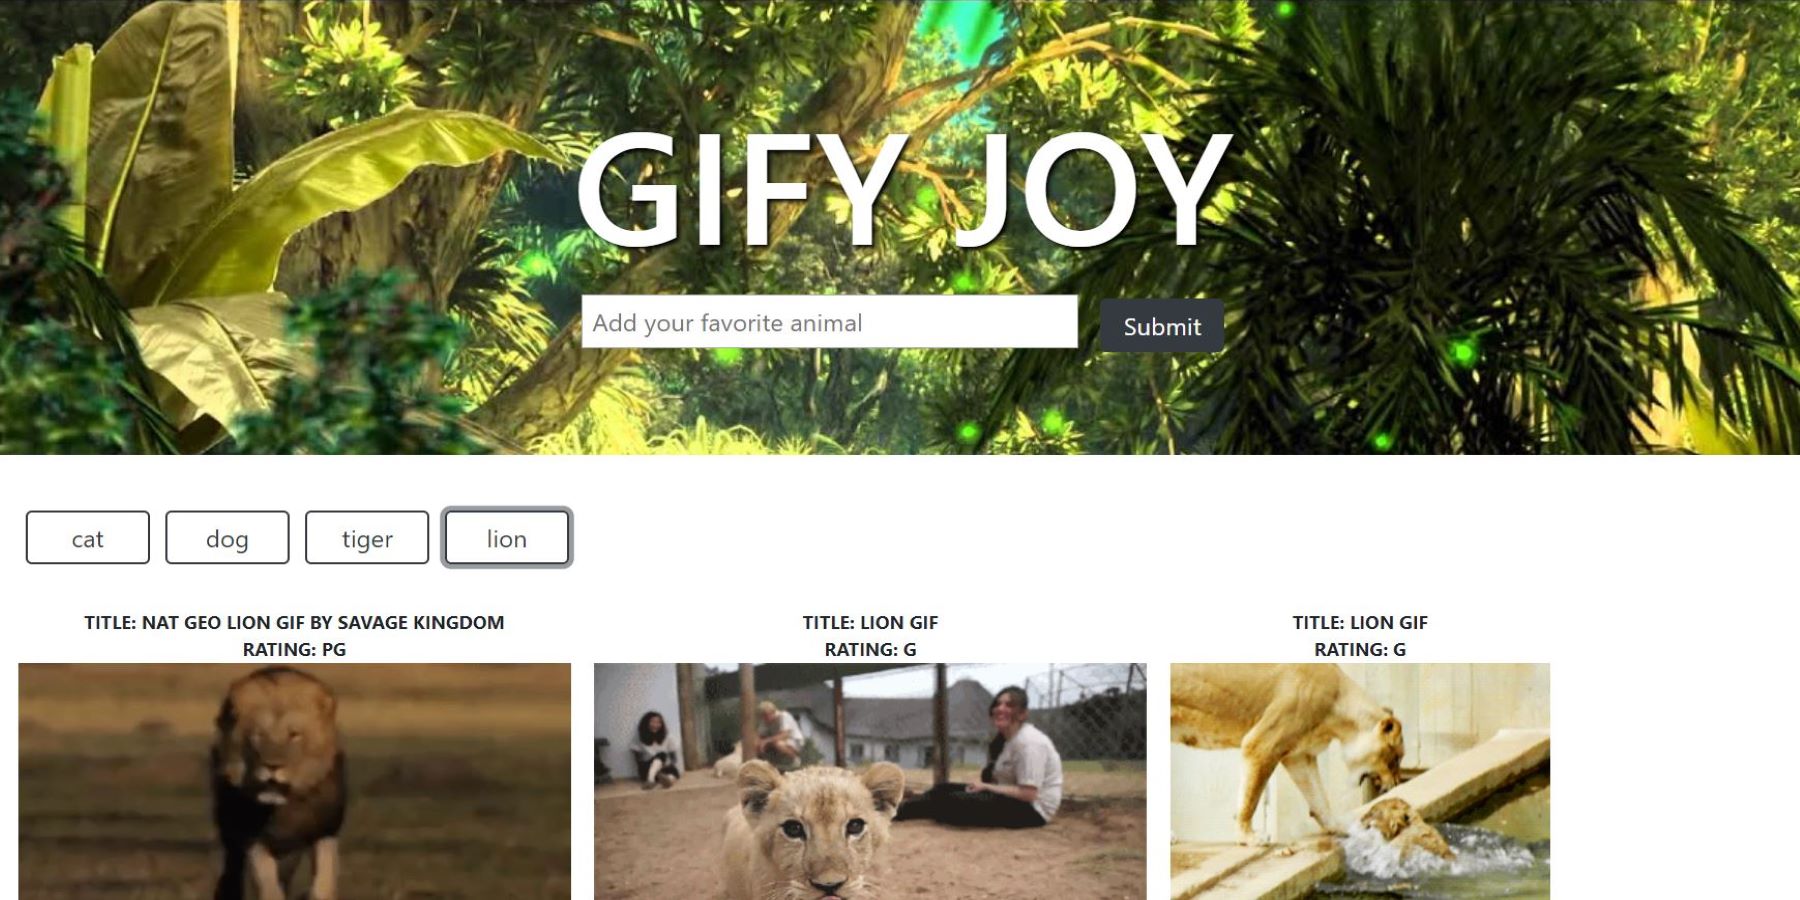 GIFY JOY
Add your favorite animal
Submit
cat
dog
tiger
lion
TITLE: NAT GEO LION GIF BY SAVAGE KINGDOM
RATING: PG
TITLE: LION GIF
RATING: G
TITLE: LION GIF
RATING: G